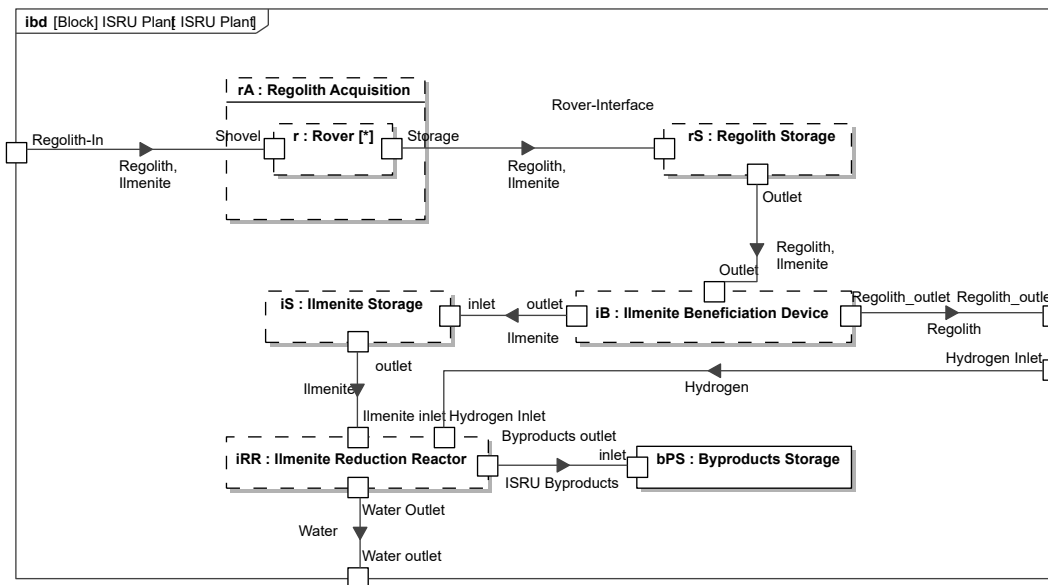 ibd [Block] ISRU Plant[ ISRU Plant]
rA : Regolith Acquisition
Rover-Interface
Regolith-In
Shovel
r : Rover [*]
Storage
rS : Regolith Storage
Regolith,
Ilmenite
Regolith,
Ilmenite
Outlet
Regolith,
Ilmenite
Outlet
iS : Ilmenite Storage
inlet
outlet
iB : Ilmenite Beneficiation Device
Regolith_outlet
Regolith_outle
Ilmenite
Regolith
outlet
Hydrogen Inlet
Ilmenite
Hydrogen
Ilmenite inlet
Hydrogen Inlet
Byproducts outlet
iRR : Ilmenite Reduction Reactor
inlet
bPS : Byproducts Storage
ISRU Byproducts
Water Outlet
Water
Water outlet